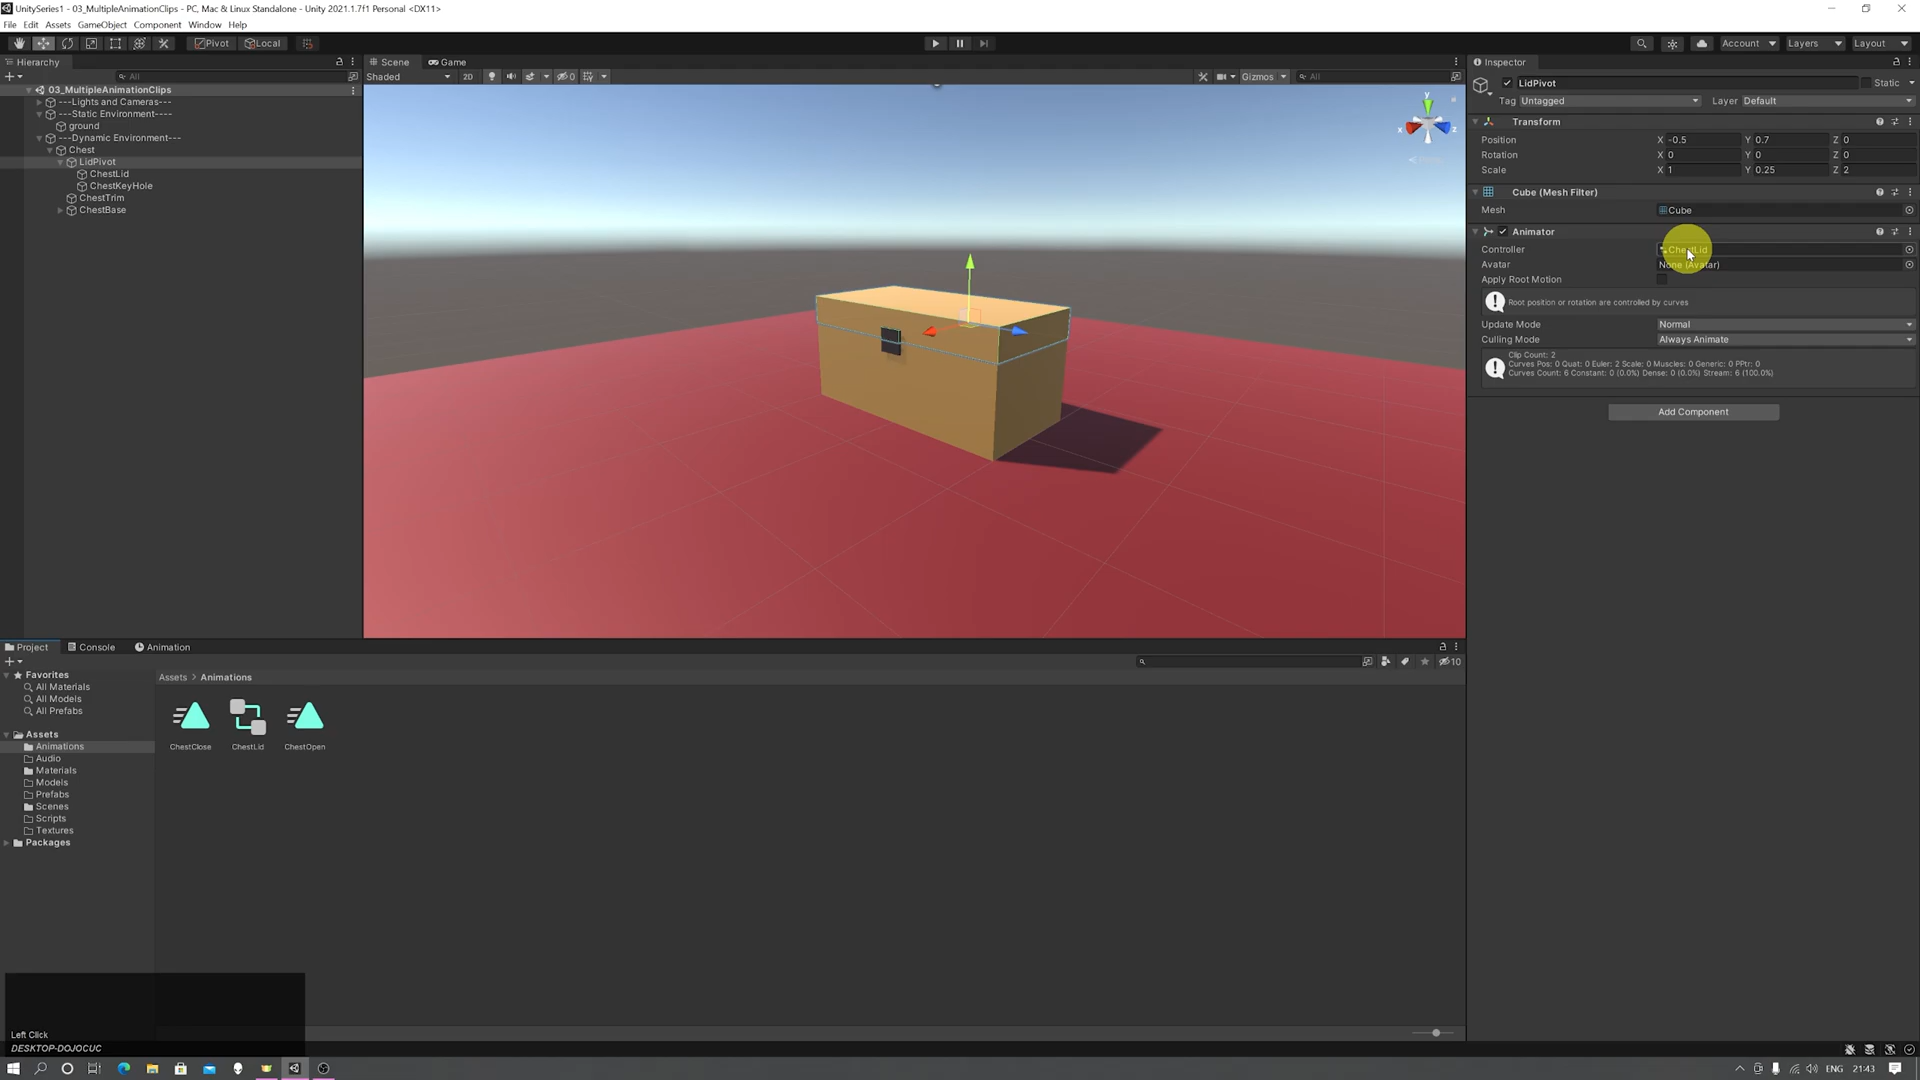 UnitySeries1 - 03_MultipleAnimationClips - PC, Mac & Linux Standalone - Unity 2021.1.7f1 Personal <DX11>
File Edit Assets GameObject Component Window Help
Pivot Local Account Layers Layout
Hierarchy
All
03_MultipleAnimationClips
---Lights and Cameras---
---Static Environment----
ground
---Dynamic Environment---
Chest
LidPivot
ChestLid
ChestKeyHole
ChestTrim
ChestBase
Scene Game
Shaded 2D 0 Gizmos All
y
x z
Inspector
LidPivot Static
Tag Untagged Layer Default
Transform
Position X -0.5 Y 0.7 Z 0
Rotation X 0 Y 0 Z 0
Scale X 1 Y 0.25 Z 2
Cube (Mesh Filter)
Mesh Cube
Animator
Controller ChestLid
Avatar None (Avatar)
Apply Root Motion
Root position or rotation are controlled by curves
Update Mode Normal
Culling Mode Always Animate
Clip Count: 2
Curves Pos: 0 Quat: 0 Euler: 2 Scale: 0 Muscles: 0 Generic: 0 PPtr: 0
Curves Count: 6 Constant: 0 (0.0%) Dense: 0 (0.0%) Stream: 6 (100.0%)
Add Component
Project Console Animation
10
Favorites
All Materials
All Models
All Prefabs
Assets
Animations
Audio
Materials
Models
Prefabs
Scenes
Scripts
Textures
Packages
Assets > Animations
ChestClose ChestLid ChestOpen
Left Click
DESKTOP-DOJOCUC
ENG 21:43